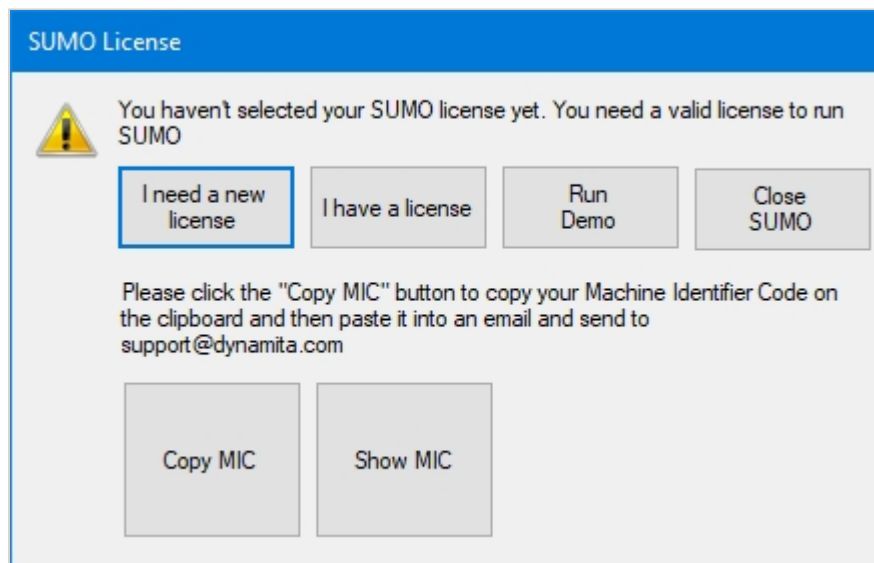 SUMO License
You haven't selected your SUMO license yet. You need a valid license to run
SUMO
I need a new
license
I have a license
Run
Demo
Close
SUMO
Please click the "Copy MIC" button to copy your Machine Identifier Code on
the clipboard and then paste it into an email and send to
support@dynamita.com
Copy MIC
Show MIC